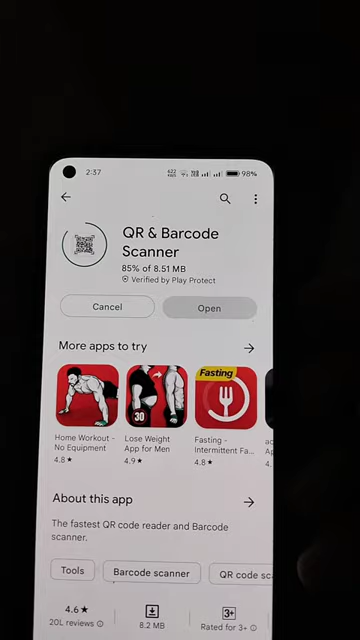 2:37
98%
QR & Barcode
Scanner
85% of 8.51 MB
Verified by Play Protect
Cancel
Open
More apps to try
30
Fasting
Home Workout -
No Equipment
4.8★
Lose Weight
App for Men
4.9★
Fasting -
Intermittent Fa...
4.8★
4.
About this app
The fastest QR code reader and Barcode
scanner.
Tools
Barcode scanner
QR code sc
4.6★
20L reviews
8.2 MB
3+
Rated for 3+